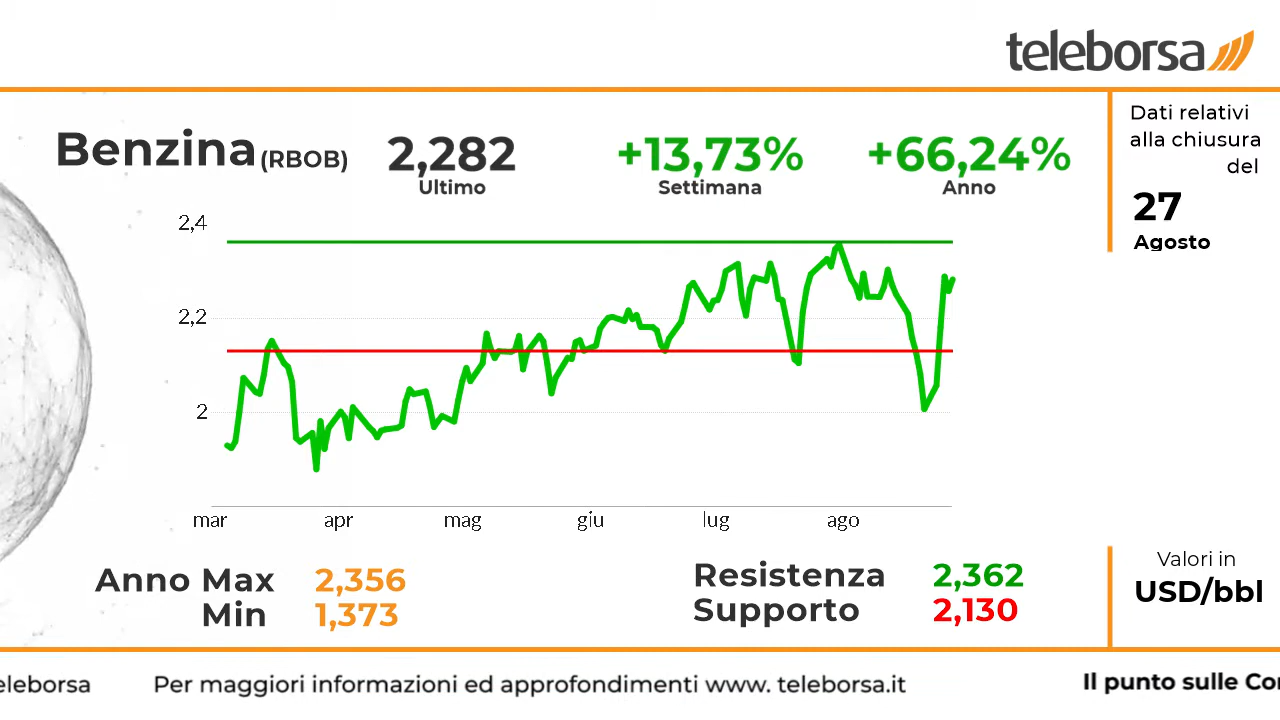 teleborsa
Dati relativi
alla chiusura
del
27
Agosto
Benzina (RBOB)
2,282
Ultimo
+13,73%
Settimana
+66,24%
Anno
2,4
2,2
2
mar apr mag giu lug ago
Anno Max 2,356
Min 1,373
Resistenza 2,362
Supporto 2,130
Valori in
USD/bbl
eleborsa Per maggiori informazioni ed approfondimenti www. teleborsa.it Il punto sulle Co